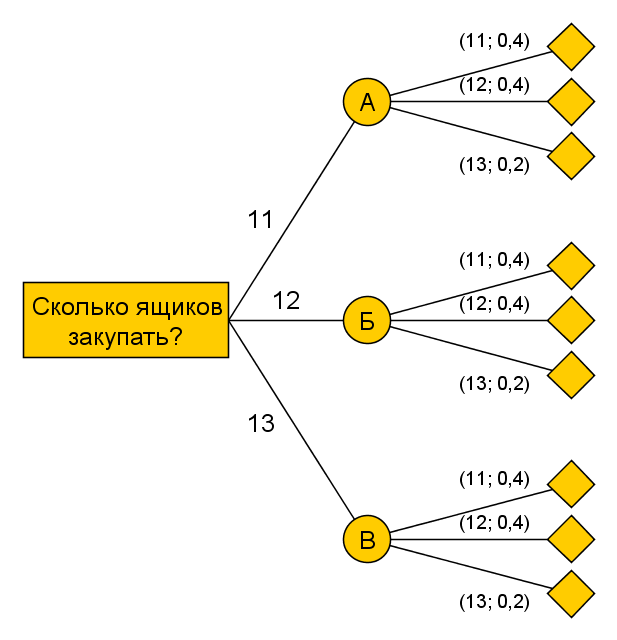 (11; 0,4)
(12; 0,4)
А
(13; 0,2)
11
(11; 0,4)
Сколько ящиков
закупать?
12
(12; 0,4)
Б
(13; 0,2)
13
(11; 0,4)
(12; 0,4)
В
(13; 0,2)